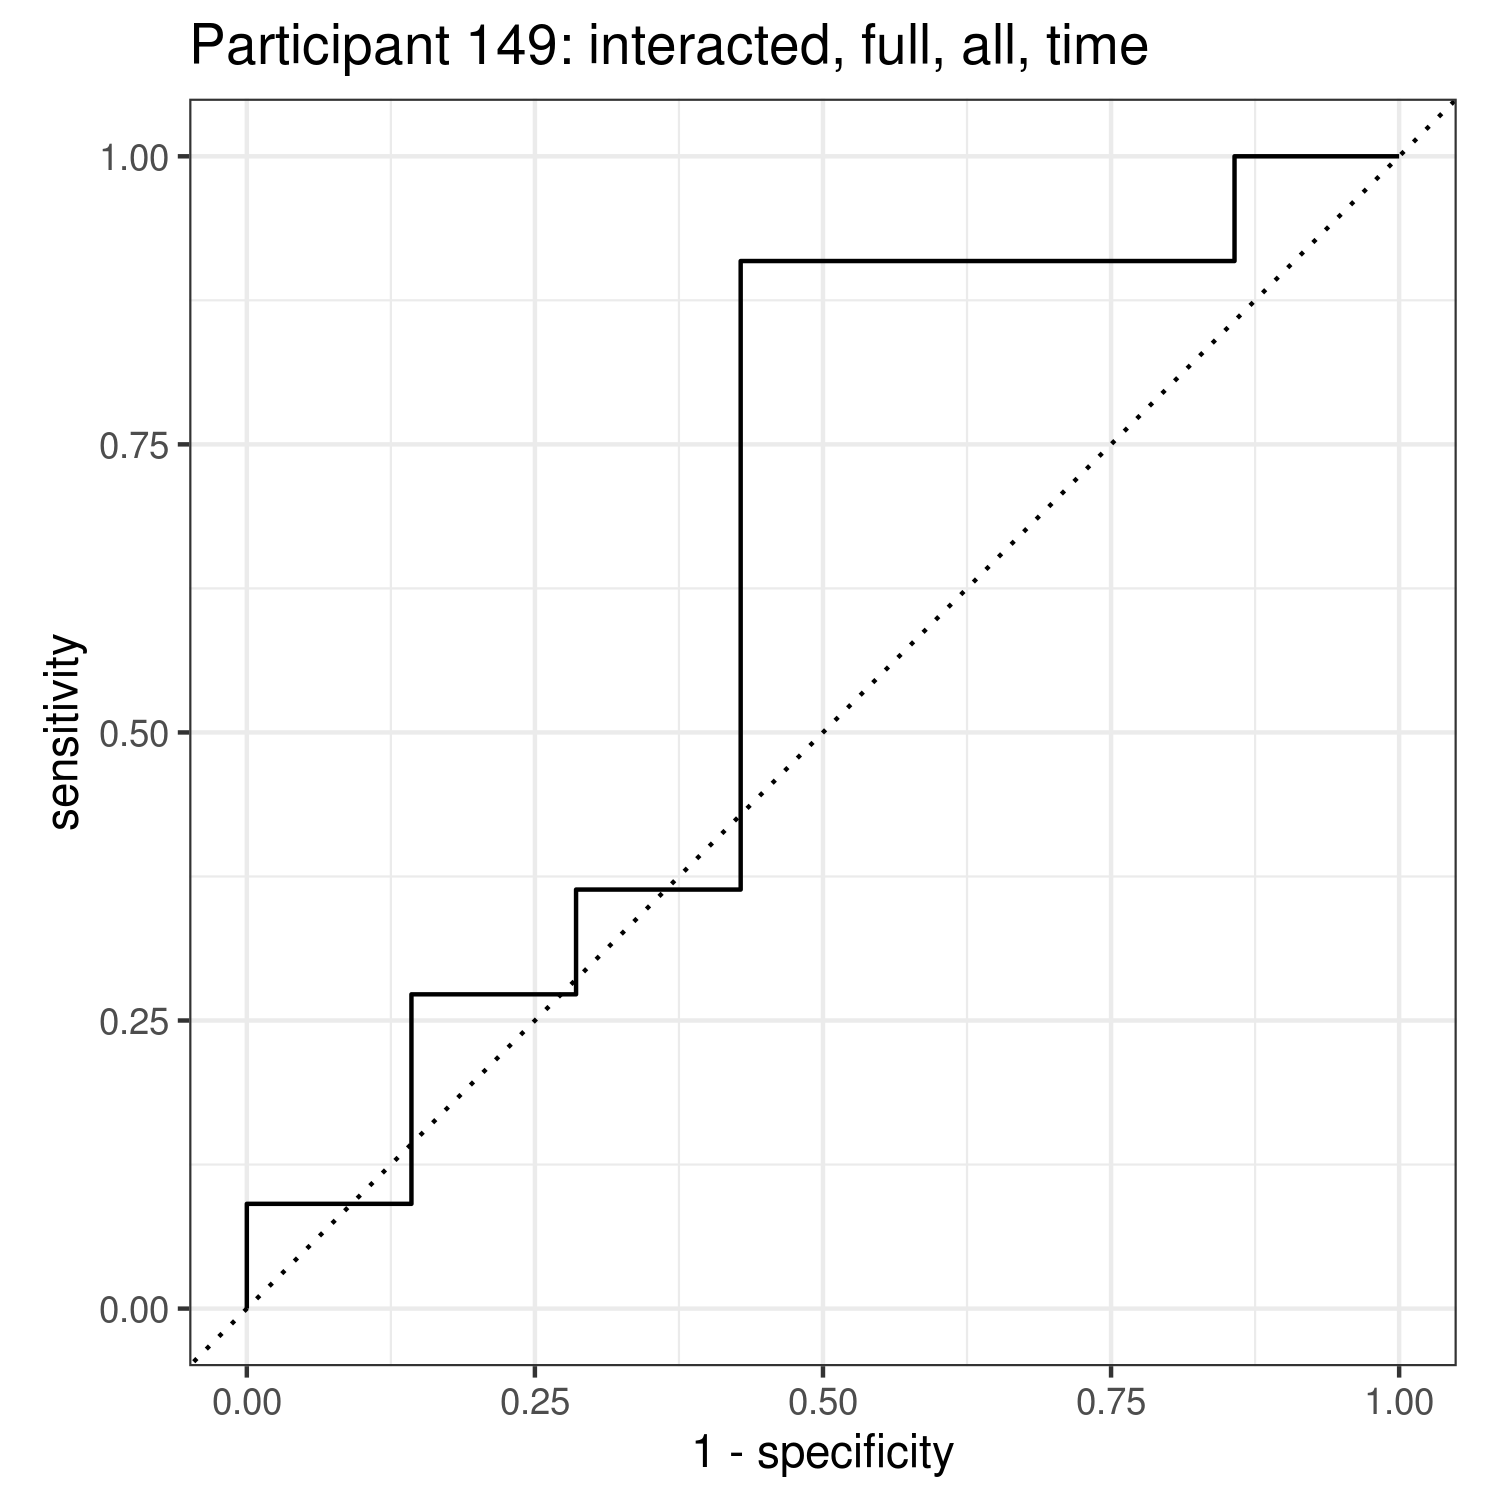 Participant 149: interacted, full, all, time
1.00
0.75
0.50
0.25
0.00
sensitivity
0.00 0.25 0.50 0.75 1.00
1 - specificity